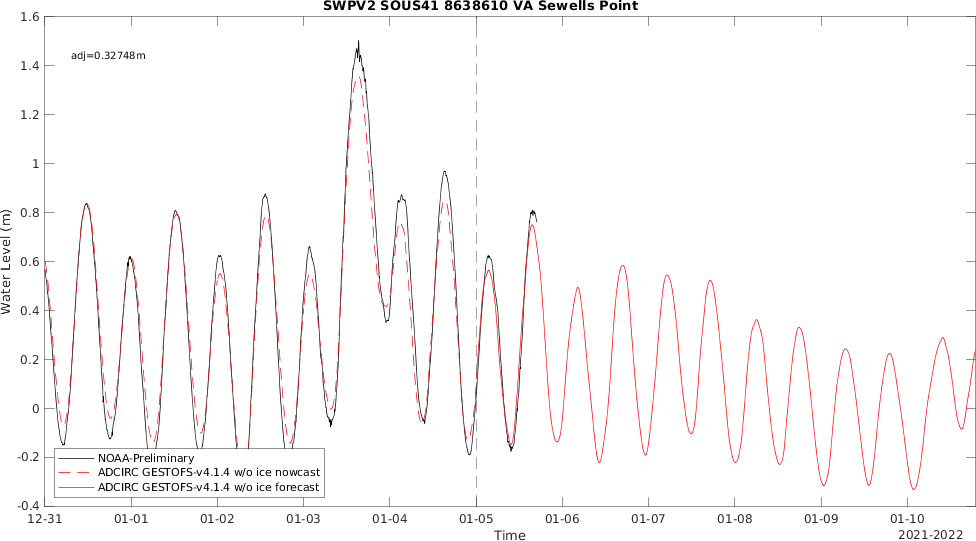 SWPV2 SOUS41 8638610 VA Sewells Point
adj=0.32748m
1.6
1.4
1.2
1
0.8
0.6
0.4
0.2
0
-0.2
-0.4
Water Level (m)
NOAA-Preliminary
ADCIRC GESTOFS-v4.1.4 w/o ice nowcast
ADCIRC GESTOFS-v4.1.4 w/o ice forecast
12-31 01-01 01-02 01-03 01-04 01-05 01-06 01-07 01-08 01-09 01-10
Time
2021-2022